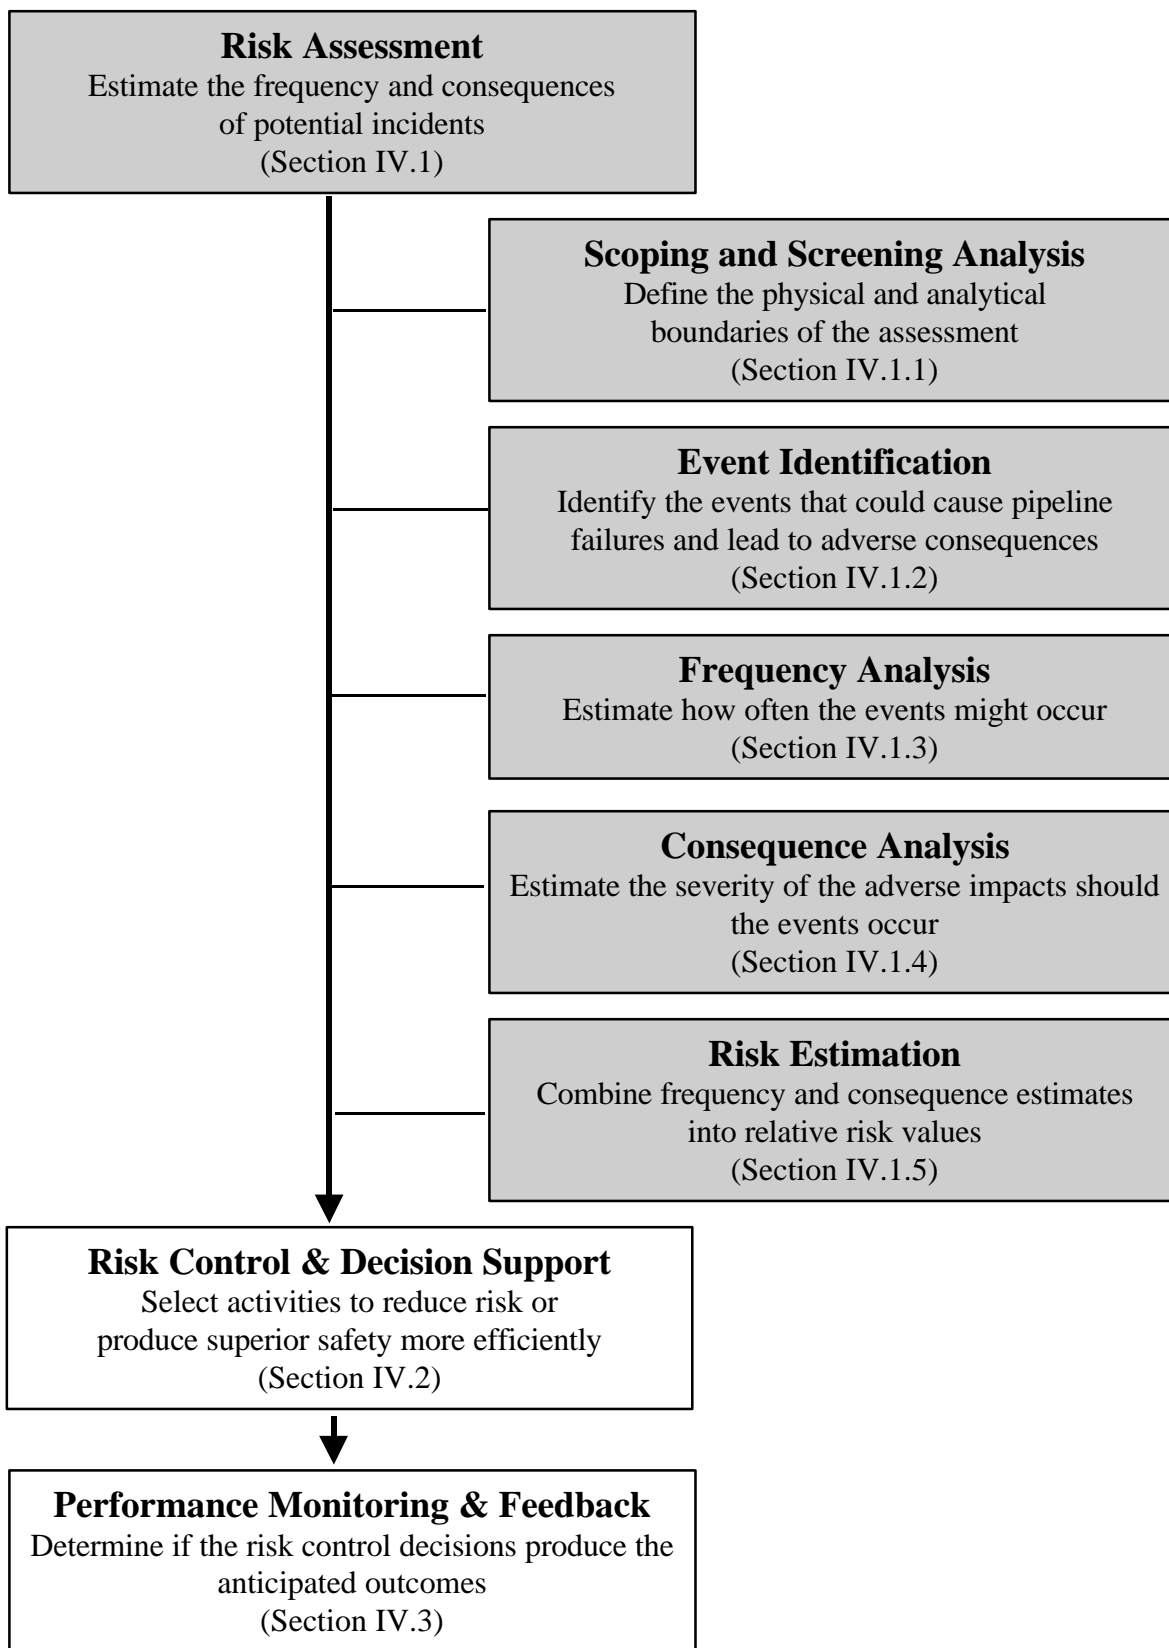 Risk Assessment
Estimate the frequency and consequences
of potential incidents
(Section IV.1)
Scoping and Screening Analysis
Define the physical and analytical
boundaries of the assessment
(Section IV.1.1)
Event Identification
Identify the events that could cause pipeline
failures and lead to adverse consequences
(Section IV.1.2)
Frequency Analysis
Estimate how often the events might occur
(Section IV.1.3)
Consequence Analysis
Estimate the severity of the adverse impacts should
the events occur
(Section IV.1.4)
Risk Estimation
Combine frequency and consequence estimates
into relative risk values
(Section IV.1.5)
Risk Control & Decision Support
Select activities to reduce risk or
produce superior safety more efficiently
(Section IV.2)
Performance Monitoring & Feedback
Determine if the risk control decisions produce the
anticipated outcomes
(Section IV.3)